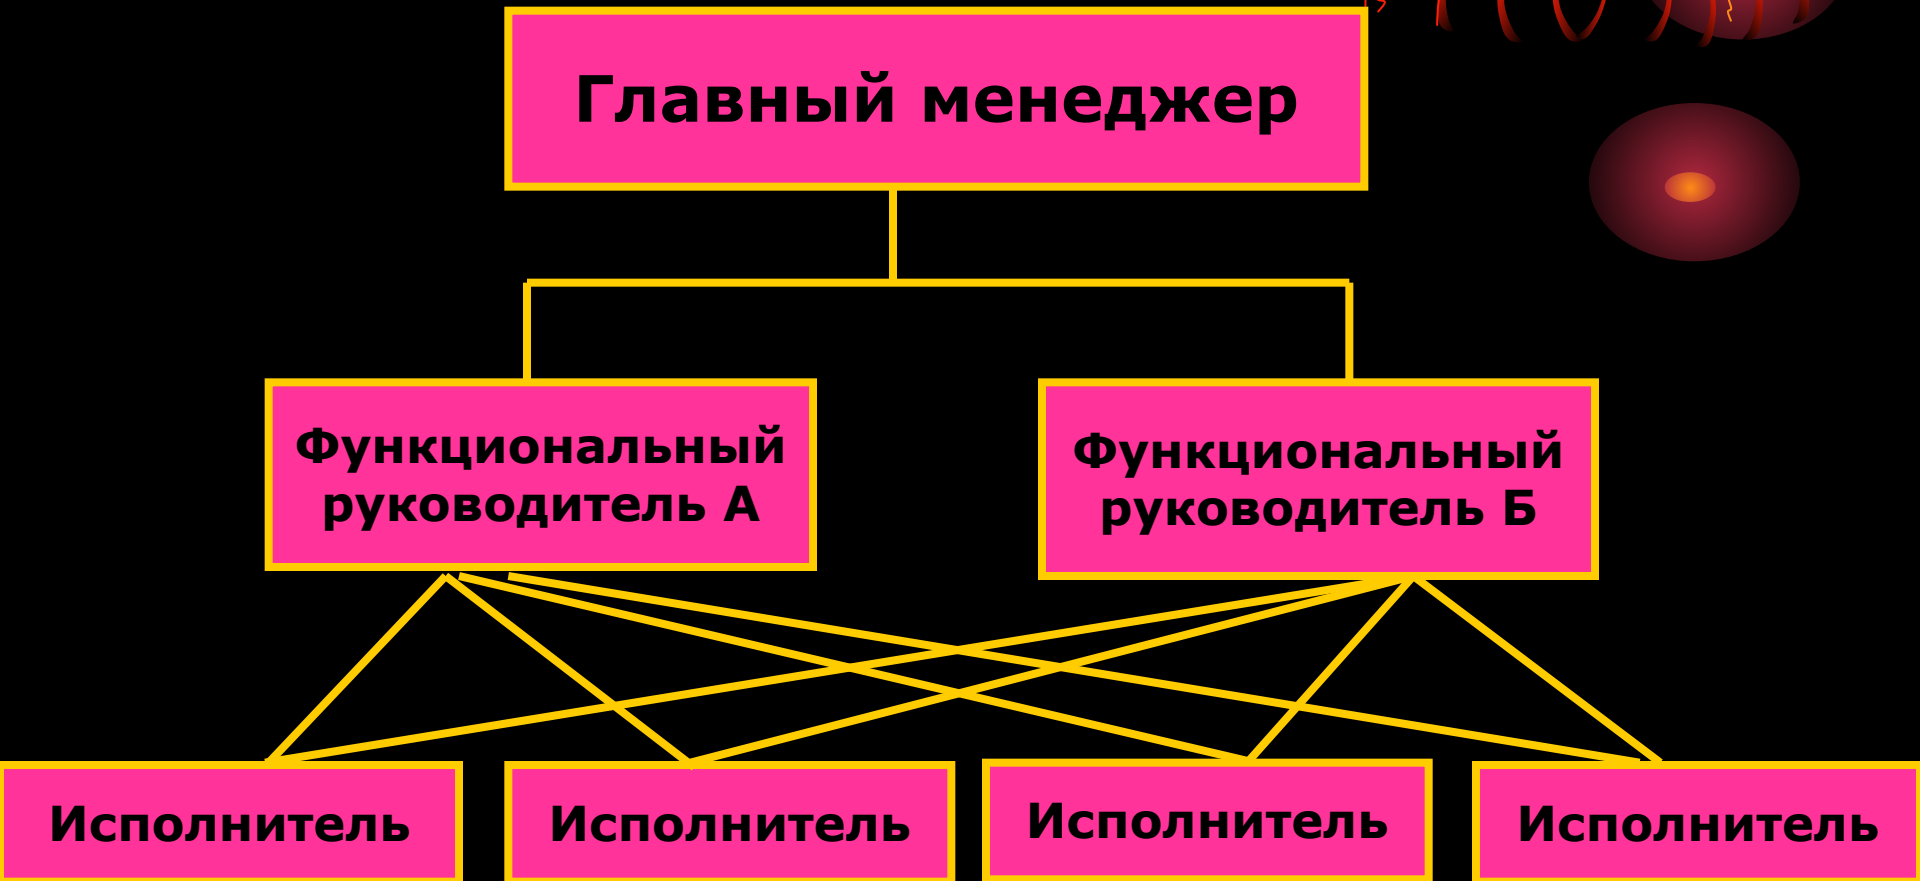 Главный менеджер
Функциональный
руководитель А
Функциональный
руководитель Б
Исполнитель
Исполнитель
Исполнитель
Исполнитель